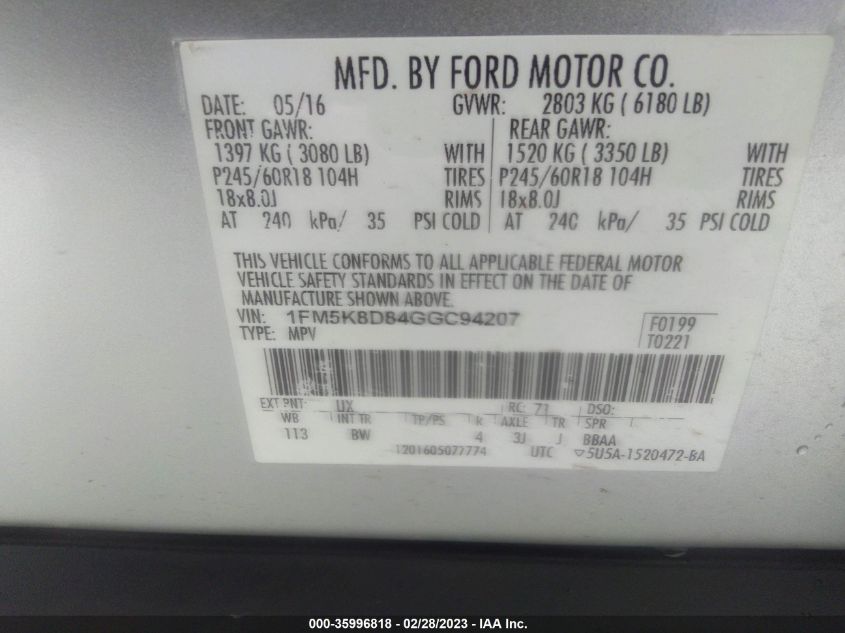 MFD. BY FORD MOTOR CO.
DATE: 05/16 GVWR: 2803 KG ( 6180 LB)
FRONT GAWR: REAR GAWR:
1397 KG ( 3080 LB) WITH 1520 KG ( 3350 LB) WITH
P245/60R18 104H TIRES P245/60R18 104H TIRES
18x8.0J RIMS 18x8.0J RIMS
AT 240 kPa/ 35 PSI COLD AT 240 kPa/ 35 PSI COLD
THIS VEHICLE CONFORMS TO ALL APPLICABLE FEDERAL MOTOR
VEHICLE SAFETY STANDARDS IN EFFECT ON THE DATE OF
MANUFACTURE SHOWN ABOVE.
VIN: 1FM5K8D84GGC94207 F0199
TYPE: MPV T0221
EXT PNT: UX RC: 71 DSO:
WB INT TR TP/PS R AXLE TR SPR
113 BW 4 3J J BBAA
1201605077774 UTC ▽5U5A-1520472-BA
000-35996818 - 02/28/2023 - IAA Inc.